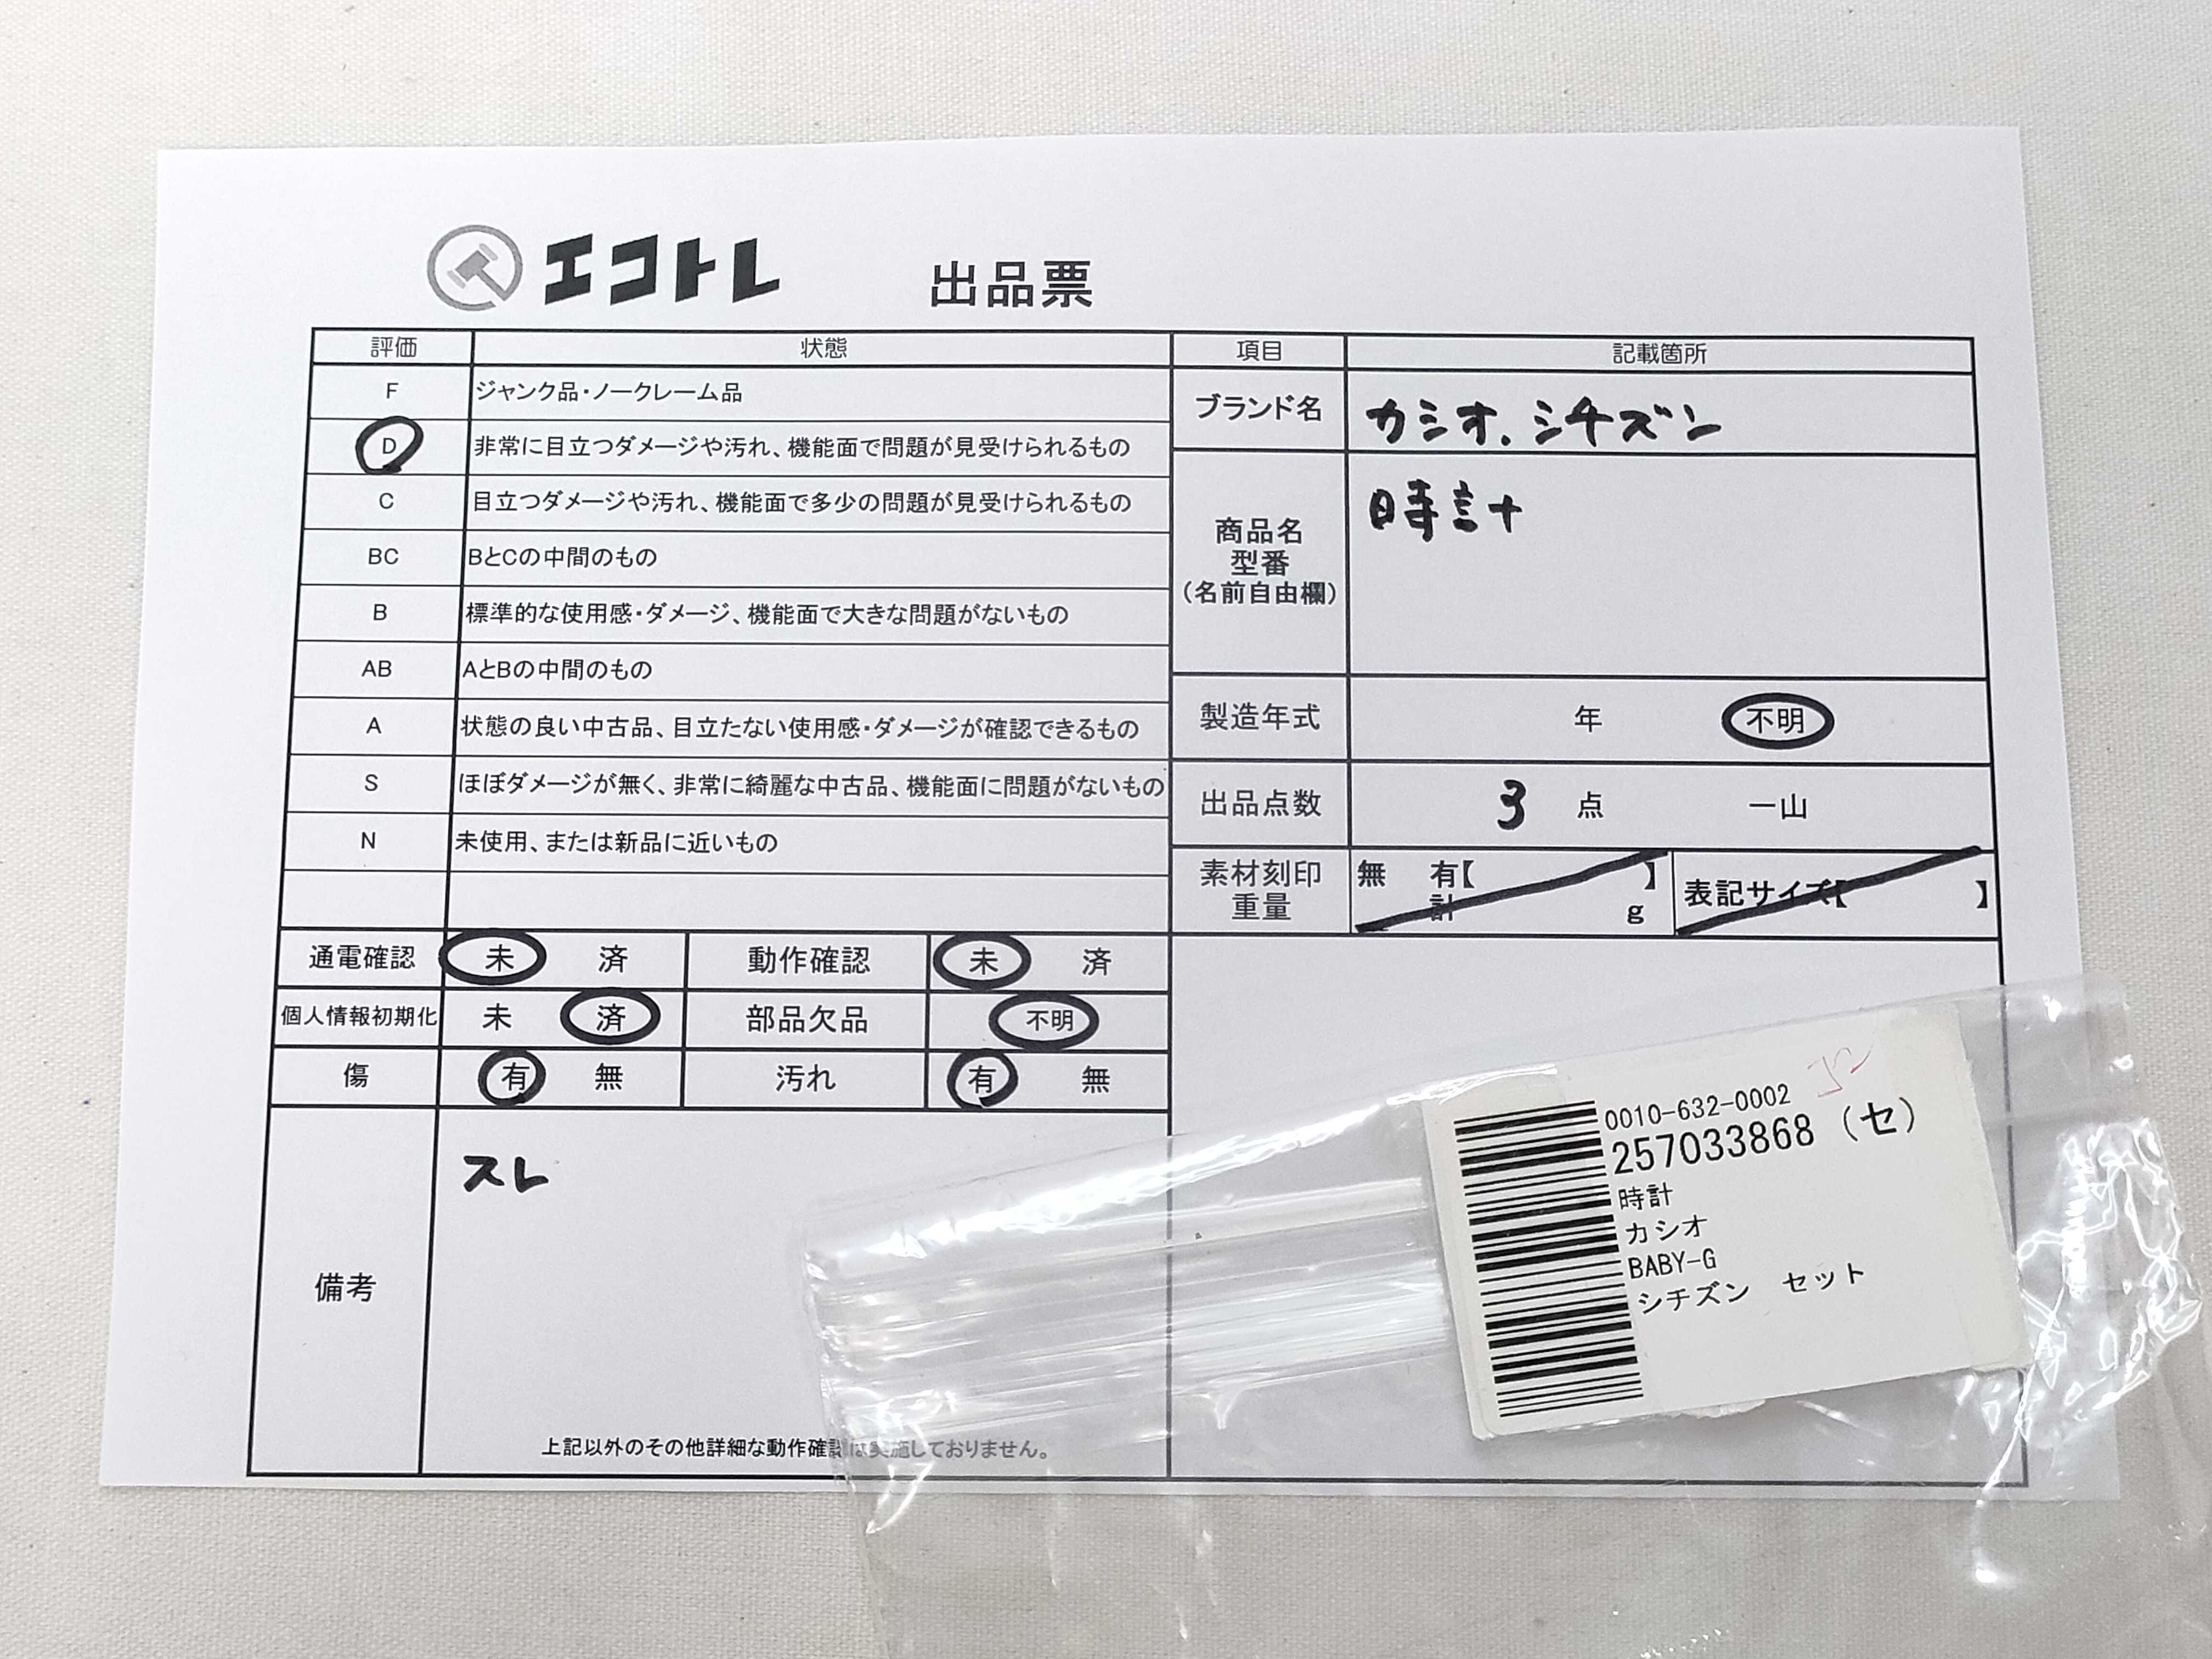 エコトレ 出品票
評価 状態 項目 記載箇所
F ジャンク品・ノークレーム品
D 非常に目立つダメージや汚れ、機能面で問題が見受けられるもの
C 目立つダメージや汚れ、機能面で多少の問題が見受けられるもの
BC BとCの中間のもの
B 標準的な使用感・ダメージ、機能面で大きな問題がないもの
AB AとBの中間のもの
A 状態の良い中古品、目立たない使用感・ダメージが確認できるもの
S ほぼダメージが無く、非常に綺麗な中古品、機能面に問題がないもの
N 未使用、または新品に近いもの
ブランド名 カシオ.シチズン
商品名 時計
型番
(名前自由欄)
製造年式 年 不明
出品点数 3 点 一山
素材刻印 無 有【 】 表記サイズ【 】
重量 計 g
通電確認 未 済 動作確認 未 済
個人情報初期化 未 済 部品欠品 不明
傷 有 無 汚れ 有 無
備考 スレ
上記以外のその他詳細な動作確認は実施しておりません。
0010-632-0002
257033868 (セ)
時計
カシオ
BABY-G
シチズン セット